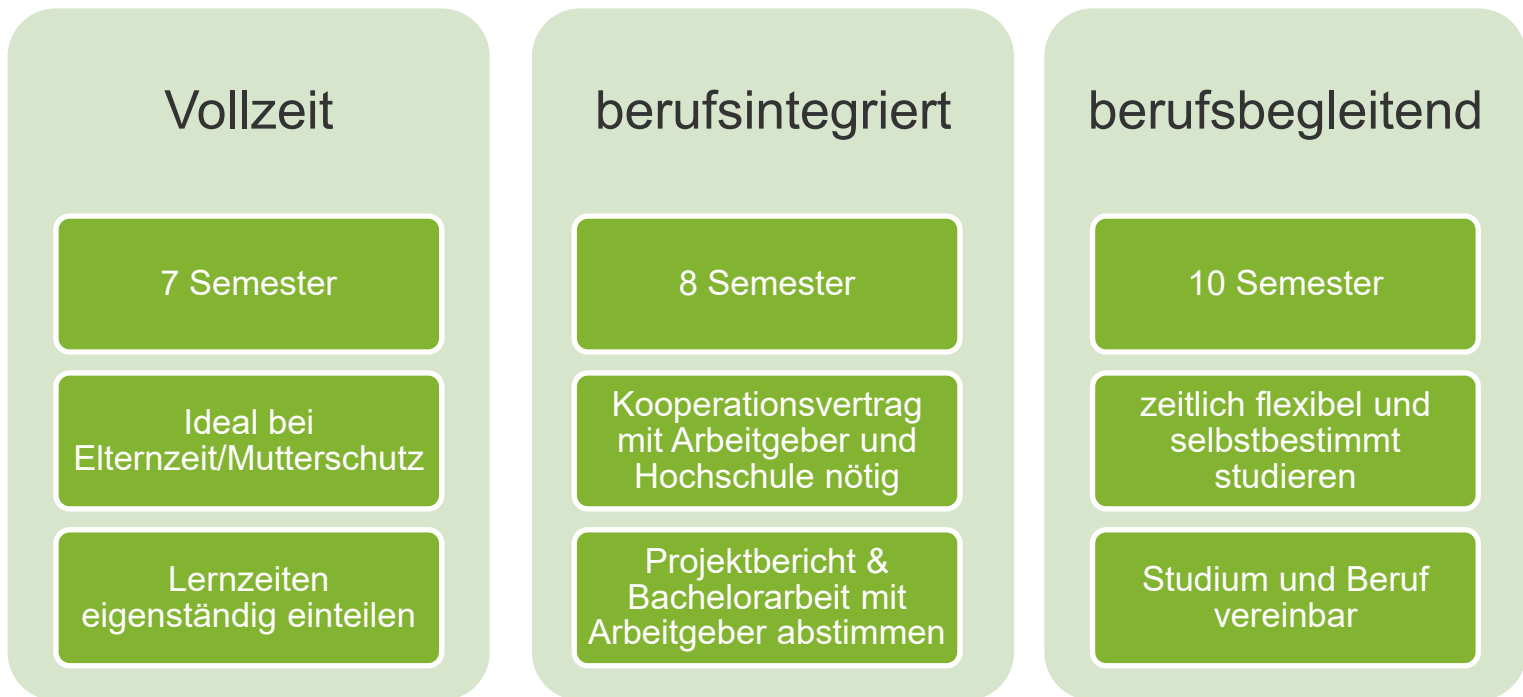 Vollzeit
7 Semester
Ideal bei
Elternzeit/Mutterschutz
Lernzeiten
eigenständig einteilen
berufsintegriert
8 Semester
Kooperationsvertrag
mit Arbeitgeber und
Hochschule nötig
Projektbericht &
Bachelorarbeit mit
Arbeitgeber abstimmen
berufsbegleitend
10 Semester
zeitlich flexibel und
selbstbestimmt
studieren
Studium und Beruf
vereinbar